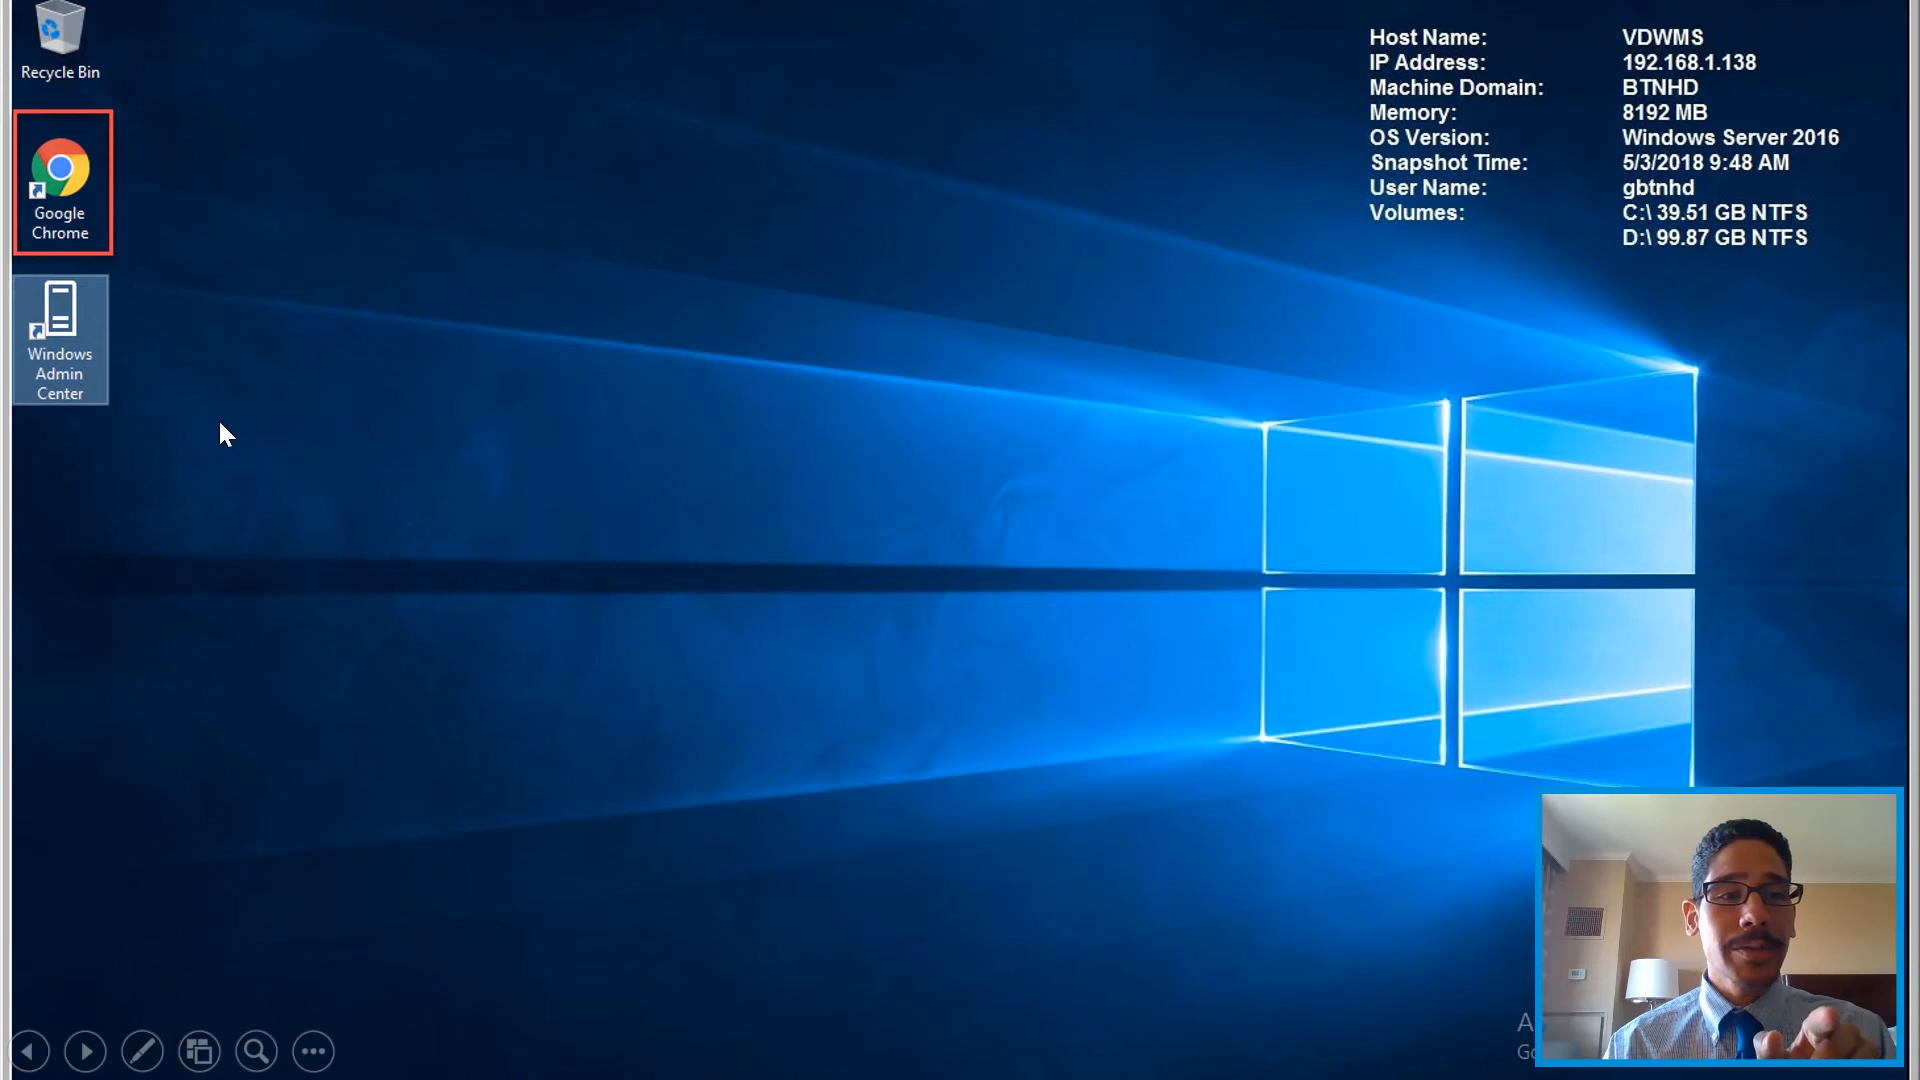 Recycle Bin
Google
Chrome
Windows
Admin
Center
Host Name: VDWMS
IP Address: 192.168.1.138
Machine Domain: BTNHD
Memory: 8192 MB
OS Version: Windows Server 2016
Snapshot Time: 5/3/2018 9:48 AM
User Name: gbtnhd
Volumes: C:\ 39.51 GB NTFS
D:\ 99.87 GB NTFS